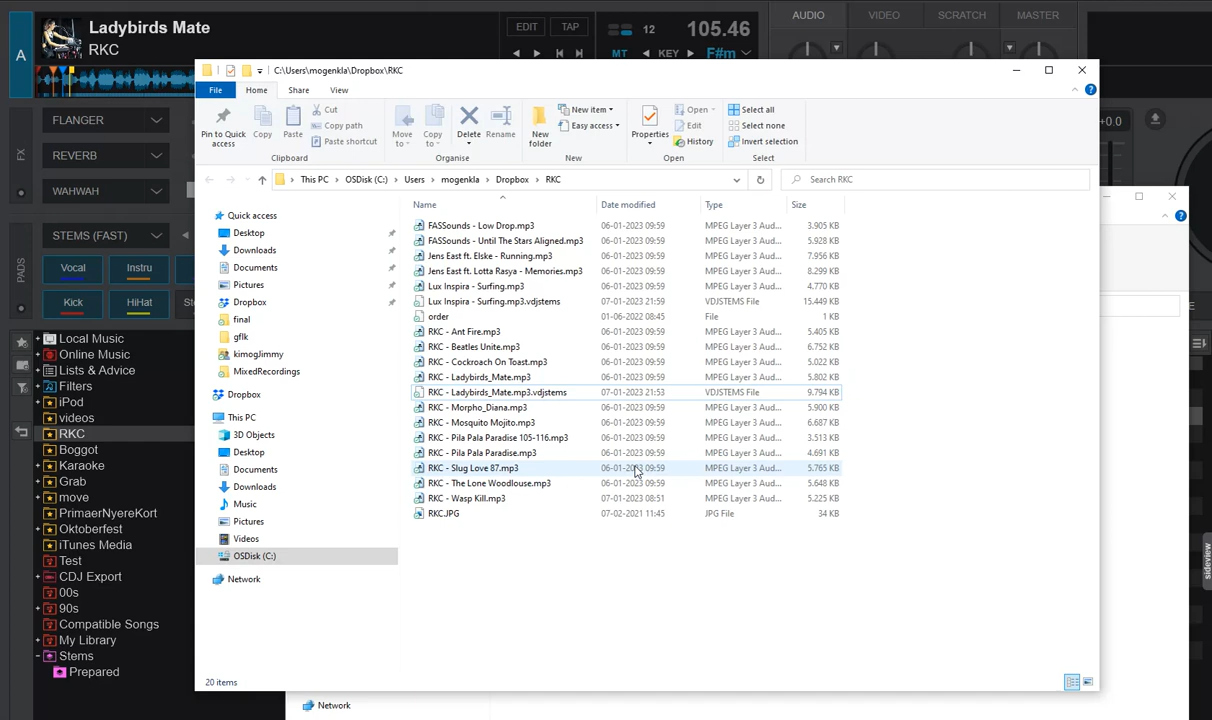 Ladybirds Mate
RKC
A
EDIT
TAP
12
105.46
MT
KEY
F#m
AUDIO
VIDEO
SCRATCH
MASTER
+0.0
FX
FLANGER
REVERB
WAHWAH
PADS
STEMS (FAST)
Vocal
Instru
Kick
HiHat
Local Music
Online Music
Lists & Advice
Filters
iPod
videos
RKC
Boggot
Karaoke
Grab
move
PrimaerNyereKort
Oktoberfest
iTunes Media
Test
CDJ Export
00s
90s
Compatible Songs
My Library
Stems
Prepared
C:\Users\mogenkla\Dropbox\RKC
File
Home
Share
View
Pin to Quick access
Copy
Paste
Cut
Copy path
Paste shortcut
Clipboard
Move to
Copy to
Delete
Rename
Organise
New folder
New item
Easy access
New
Properties
Open
Edit
History
Open
Select all
Select none
Invert selection
Select
This PC > OSDisk (C:) > Users > mogenkla > Dropbox > RKC
Search RKC
Quick access
Desktop
Downloads
Documents
Pictures
Dropbox
final
gflk
kimogJimmy
MixedRecordings
Dropbox
This PC
3D Objects
Desktop
Documents
Downloads
Music
Pictures
Videos
OSDisk (C:)
Network
Name Date modified Type Size
FASSounds - Low Drop.mp3 06-01-2023 09:59 MPEG Layer 3 Aud... 3.905 KB
FASSounds - Until The Stars Aligned.mp3 06-01-2023 09:59 MPEG Layer 3 Aud... 5.928 KB
Jens East ft. Elske - Running.mp3 06-01-2023 09:59 MPEG Layer 3 Aud... 7.956 KB
Jens East ft. Lotta Rasya - Memories.mp3 06-01-2023 09:59 MPEG Layer 3 Aud... 8.299 KB
Lux Inspira - Surfing.mp3 06-01-2023 09:59 MPEG Layer 3 Aud... 4.770 KB
Lux Inspira - Surfing.mp3.vdjstems 07-01-2023 21:59 VDJSTEMS File 15.449 KB
order 01-06-2022 08:45 File 1 KB
RKC - Ant Fire.mp3 06-01-2023 09:59 MPEG Layer 3 Aud... 5.405 KB
RKC - Beatles Unite.mp3 06-01-2023 09:59 MPEG Layer 3 Aud... 6.752 KB
RKC - Cockroach On Toast.mp3 06-01-2023 09:59 MPEG Layer 3 Aud... 5.022 KB
RKC - Ladybirds_Mate.mp3 06-01-2023 09:59 MPEG Layer 3 Aud... 5.802 KB
RKC - Ladybirds_Mate.mp3.vdjstems 07-01-2023 21:53 VDJSTEMS File 9.794 KB
RKC - Morpho_Diana.mp3 06-01-2023 09:59 MPEG Layer 3 Aud... 5.900 KB
RKC - Mosquito Mojito.mp3 06-01-2023 09:59 MPEG Layer 3 Aud... 6.687 KB
RKC - Pila Pala Paradise 105-116.mp3 06-01-2023 09:59 MPEG Layer 3 Aud... 3.513 KB
RKC - Pila Pala Paradise.mp3 06-01-2023 09:59 MPEG Layer 3 Aud... 4.691 KB
RKC - Slug Love 87.mp3 06-01-2023 09:59 MPEG Layer 3 Aud... 5.765 KB
RKC - The Lone Woodlouse.mp3 06-01-2023 09:59 MPEG Layer 3 Aud... 5.648 KB
RKC - Wasp Kill.mp3 07-01-2023 08:51 MPEG Layer 3 Aud... 5.225 KB
RKC.JPG 07-02-2021 11:45 JPG File 34 KB
20 items
Network
sideview